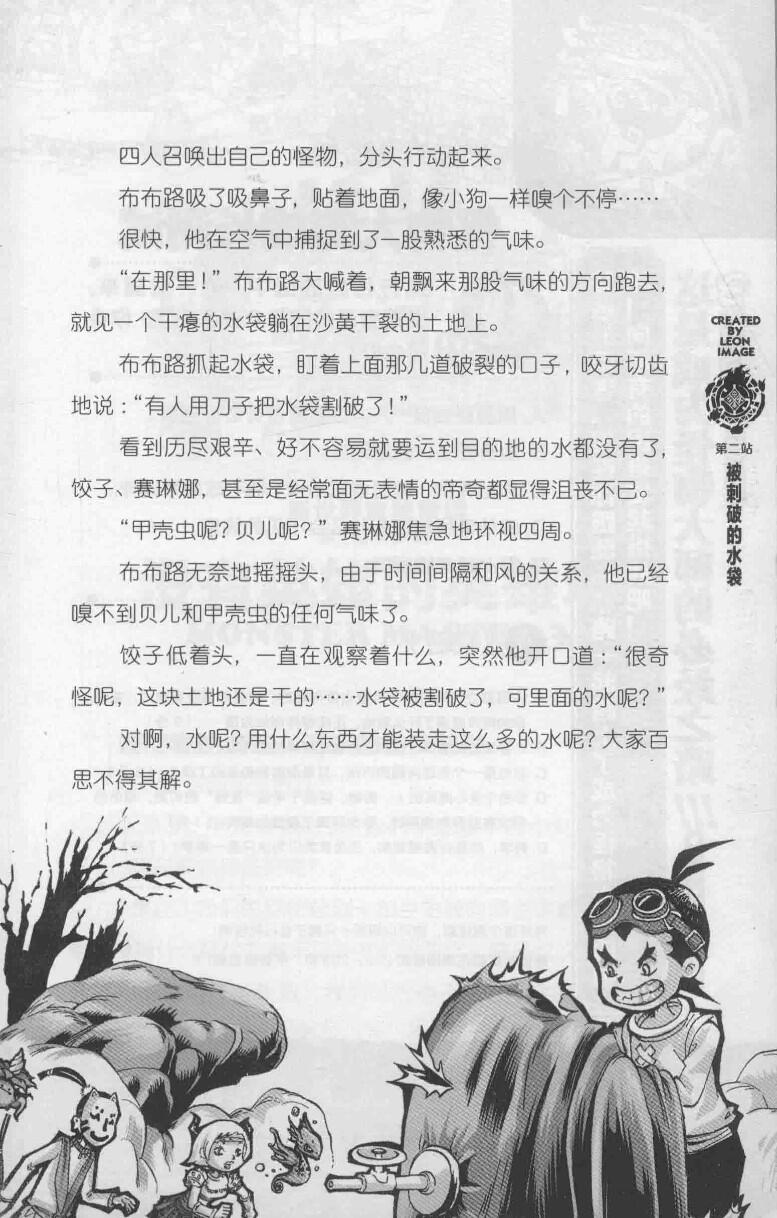 四人召唤出自己的怪物，分头行动起来。
布布路吸了吸鼻子，贴着地面，像小狗一样嗅个不停……
很快，他在空气中捕捉到了一股熟悉的气味。
“在那里！”布布路大喊着，朝飘来那股气味的方向跑去，
就见一个干瘪的水袋躺在沙黄干裂的土地上。
布布路抓起水袋，盯着上面那几道破裂的口子，咬牙切齿
地说：“有人用刀子把水袋割破了！”
看到历尽艰辛、好不容易就要运到目的地的水都没有了，
饺子、赛琳娜，甚至是经常面无表情的帝奇都显得沮丧不已。
“甲壳虫呢？贝儿呢？”赛琳娜焦急地环视四周。
布布路无奈地摇摇头，由于时间间隔和风的关系，他已经
嗅不到贝儿和甲壳虫的任何气味了。
饺子低着头，一直在观察着什么，突然他开口道：“很奇
怪呢，这块土地还是干的……水袋被割破了，可里面的水呢？”
对啊，水呢？用什么东西才能装走这么多的水呢？大家百
思不得其解。
CREATED
BY
LEON
IMAGE
第二站
被刺破的水袋